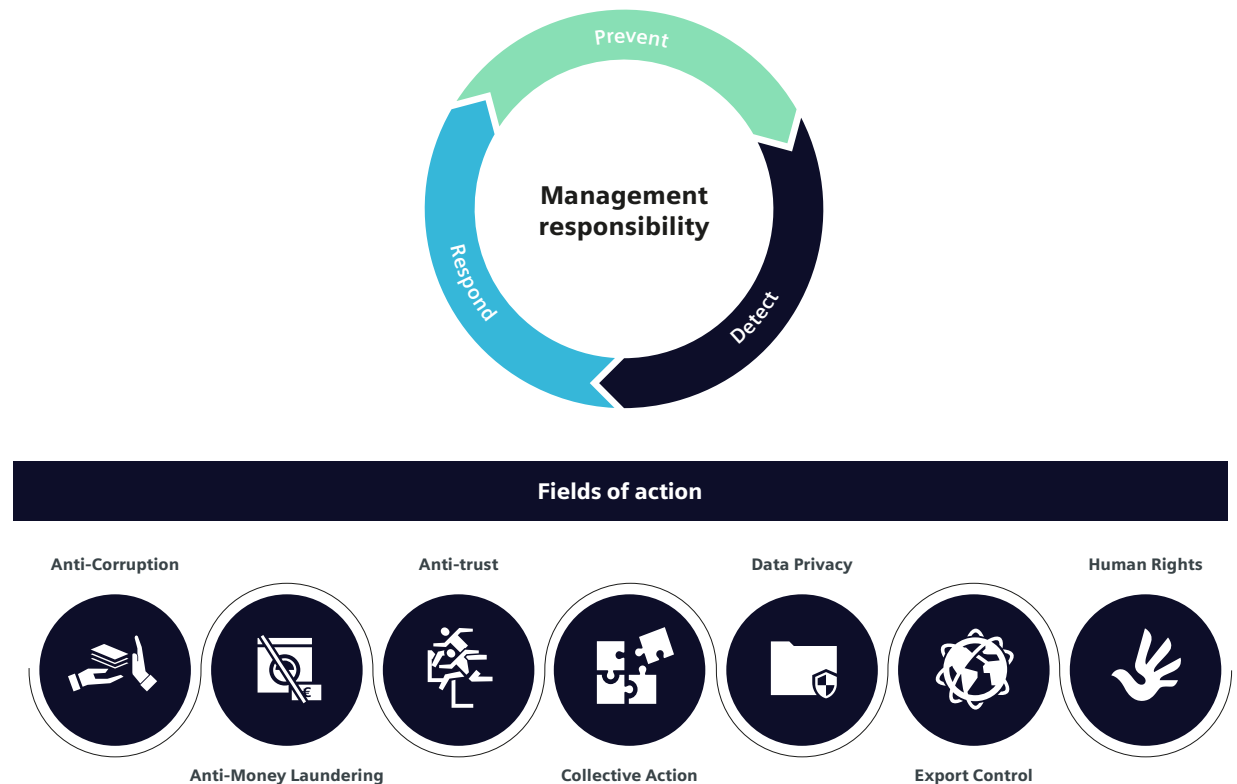 Prevent
Management
responsibility
Respond
Detect
Fields of action
Anti-Corruption
Anti-trust
Data Privacy
Human Rights
€
Anti-Money Laundering
Collective Action
Export Control